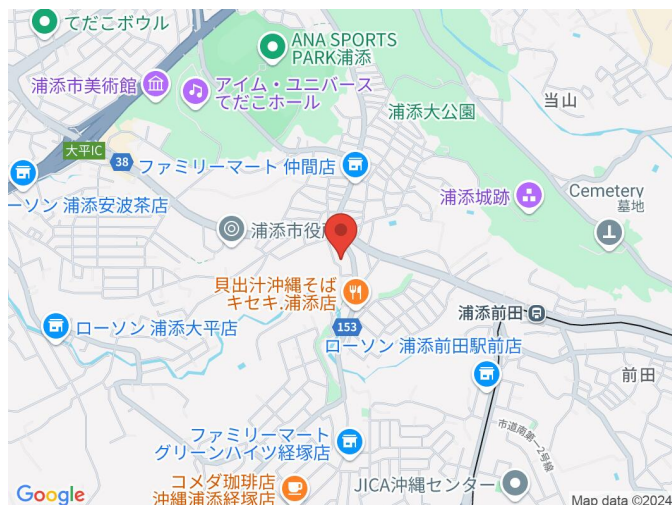 てだこボウル
ANA SPORTS
PARK浦添
浦添市美術館
アイム・ユニバース
てだこホール
浦添大公園
当山
大平IC
38
ファミリーマート 仲間店
ーソン 浦添安波茶店
浦添城跡
Cemetery
墓地
浦添市役所
貝出汁沖縄そば
キセキ.浦添店
浦添前田
153
ローソン 浦添大平店
ローソン 浦添前田駅前店
前田
市道南第一2号線
ファミリーマート
グリーンハイツ経塚店
コメダ珈琲店
沖縄浦添経塚店
JICA沖縄センター
Google
Map data ©2024